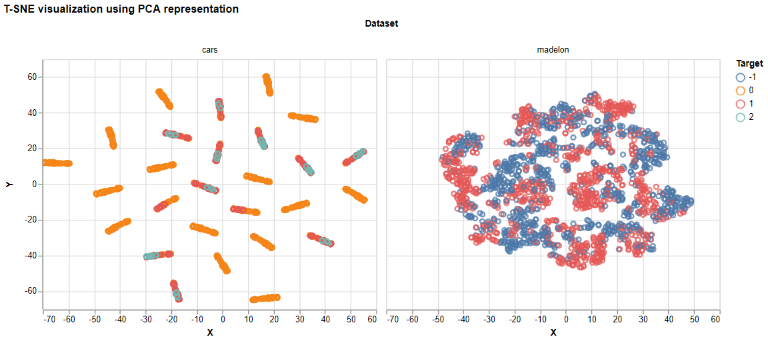 T-SNE visualization using PCA representation
Dataset
cars
madelon
Target
-1
0
1
2
60
40
20
0
-20
-40
-60
Y
-70 -60 -50 -40 -30 -20 -10 0 10 20 30 40 50 60
-70 -60 -50 -40 -30 -20 -10 0 10 20 30 40 50 60
X
X